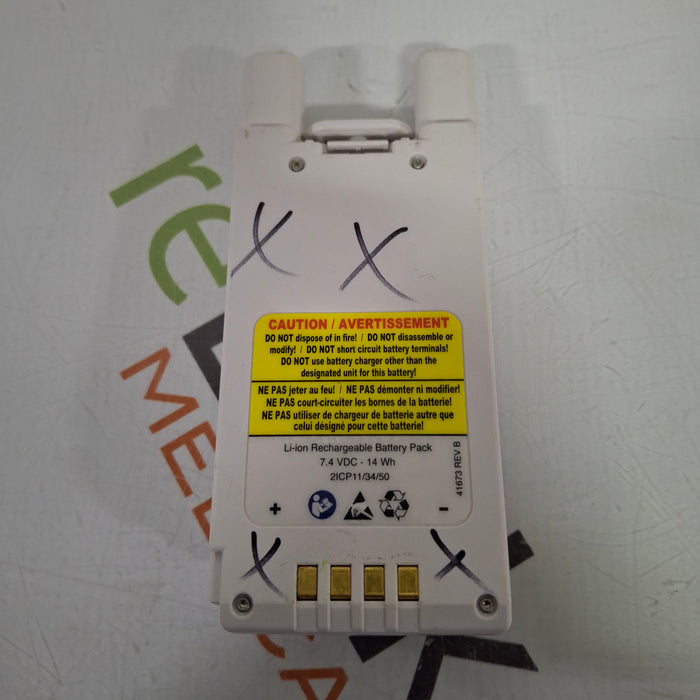 X X
CAUTION / AVERTISSEMENT
DO NOT dispose of in fire! / DO NOT disassemble or
modify! / DO NOT short circuit battery terminals!
DO NOT use battery charger other than the
designated unit for this battery!
NE PAS jeter au feu! / NE PAS démonter ni modifier!
NE PAS court-circuiter les bornes de la batterie!
NE PAS utiliser de chargeur de batterie autre que
celui désigné pour cette batterie!
Li-ion Rechargeable Battery Pack
7.4 VDC - 14 Wh
2ICP11/34/50
41673 REV B
+ -
X X
re
MEDICA